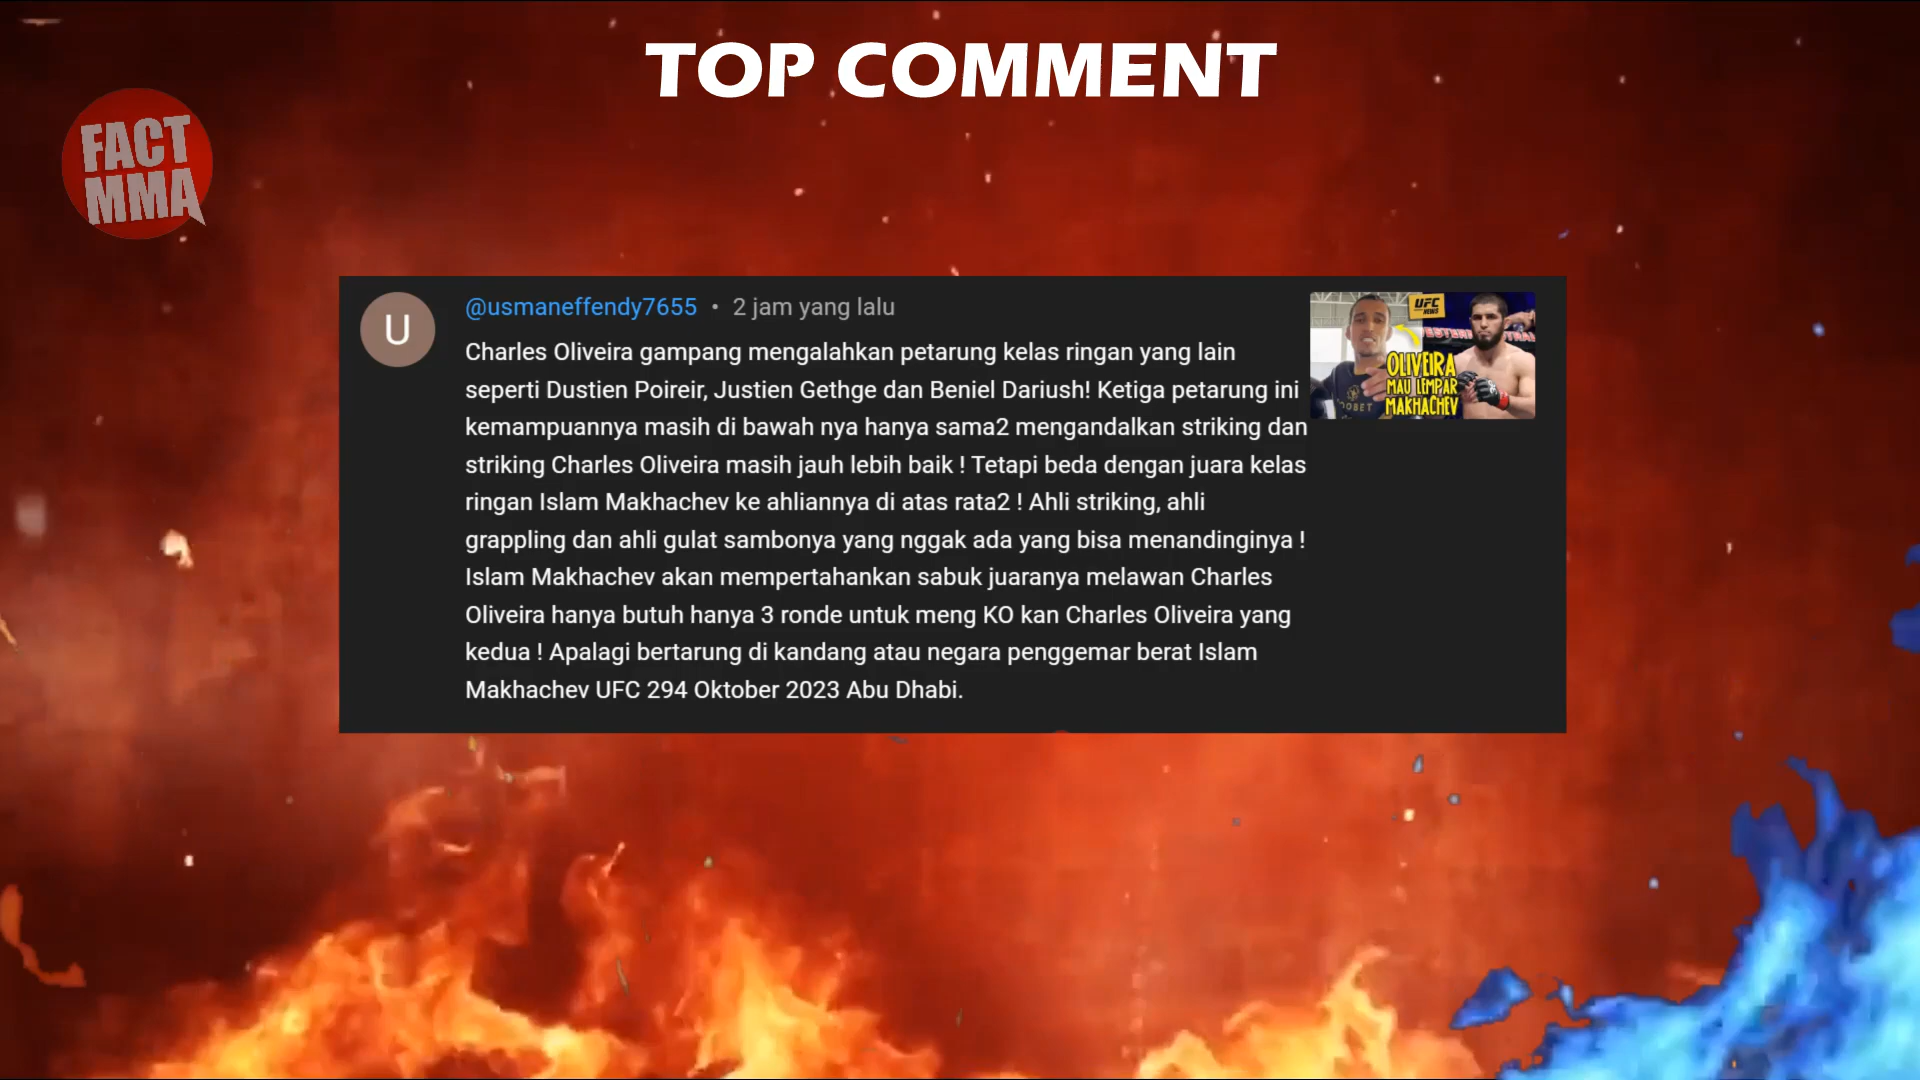 TOP COMMENT
FACT
MMA
U
@usmaneffendy7655 • 2 jam yang lalu
Charles Oliveira gampang mengalahkan petarung kelas ringan yang lain
seperti Dustien Poireir, Justien Gethge dan Beniel Dariush! Ketiga petarung ini
kemampuannya masih di bawah nya hanya sama2 mengandalkan striking dan
striking Charles Oliveira masih jauh lebih baik ! Tetapi beda dengan juara kelas
ringan Islam Makhachev ke ahliannya di atas rata2 ! Ahli striking, ahli
grappling dan ahli gulat sambonya yang nggak ada yang bisa menandinginya !
Islam Makhachev akan mempertahankan sabuk juaranya melawan Charles
Oliveira hanya butuh hanya 3 ronde untuk meng KO kan Charles Oliveira yang
kedua ! Apalagi bertarung di kandang atau negara penggemar berat Islam
Makhachev UFC 294 Oktober 2023 Abu Dhabi.
UFC
NEWS
OLIVEIRA
MAU LEMPAR
MAKHACHEV